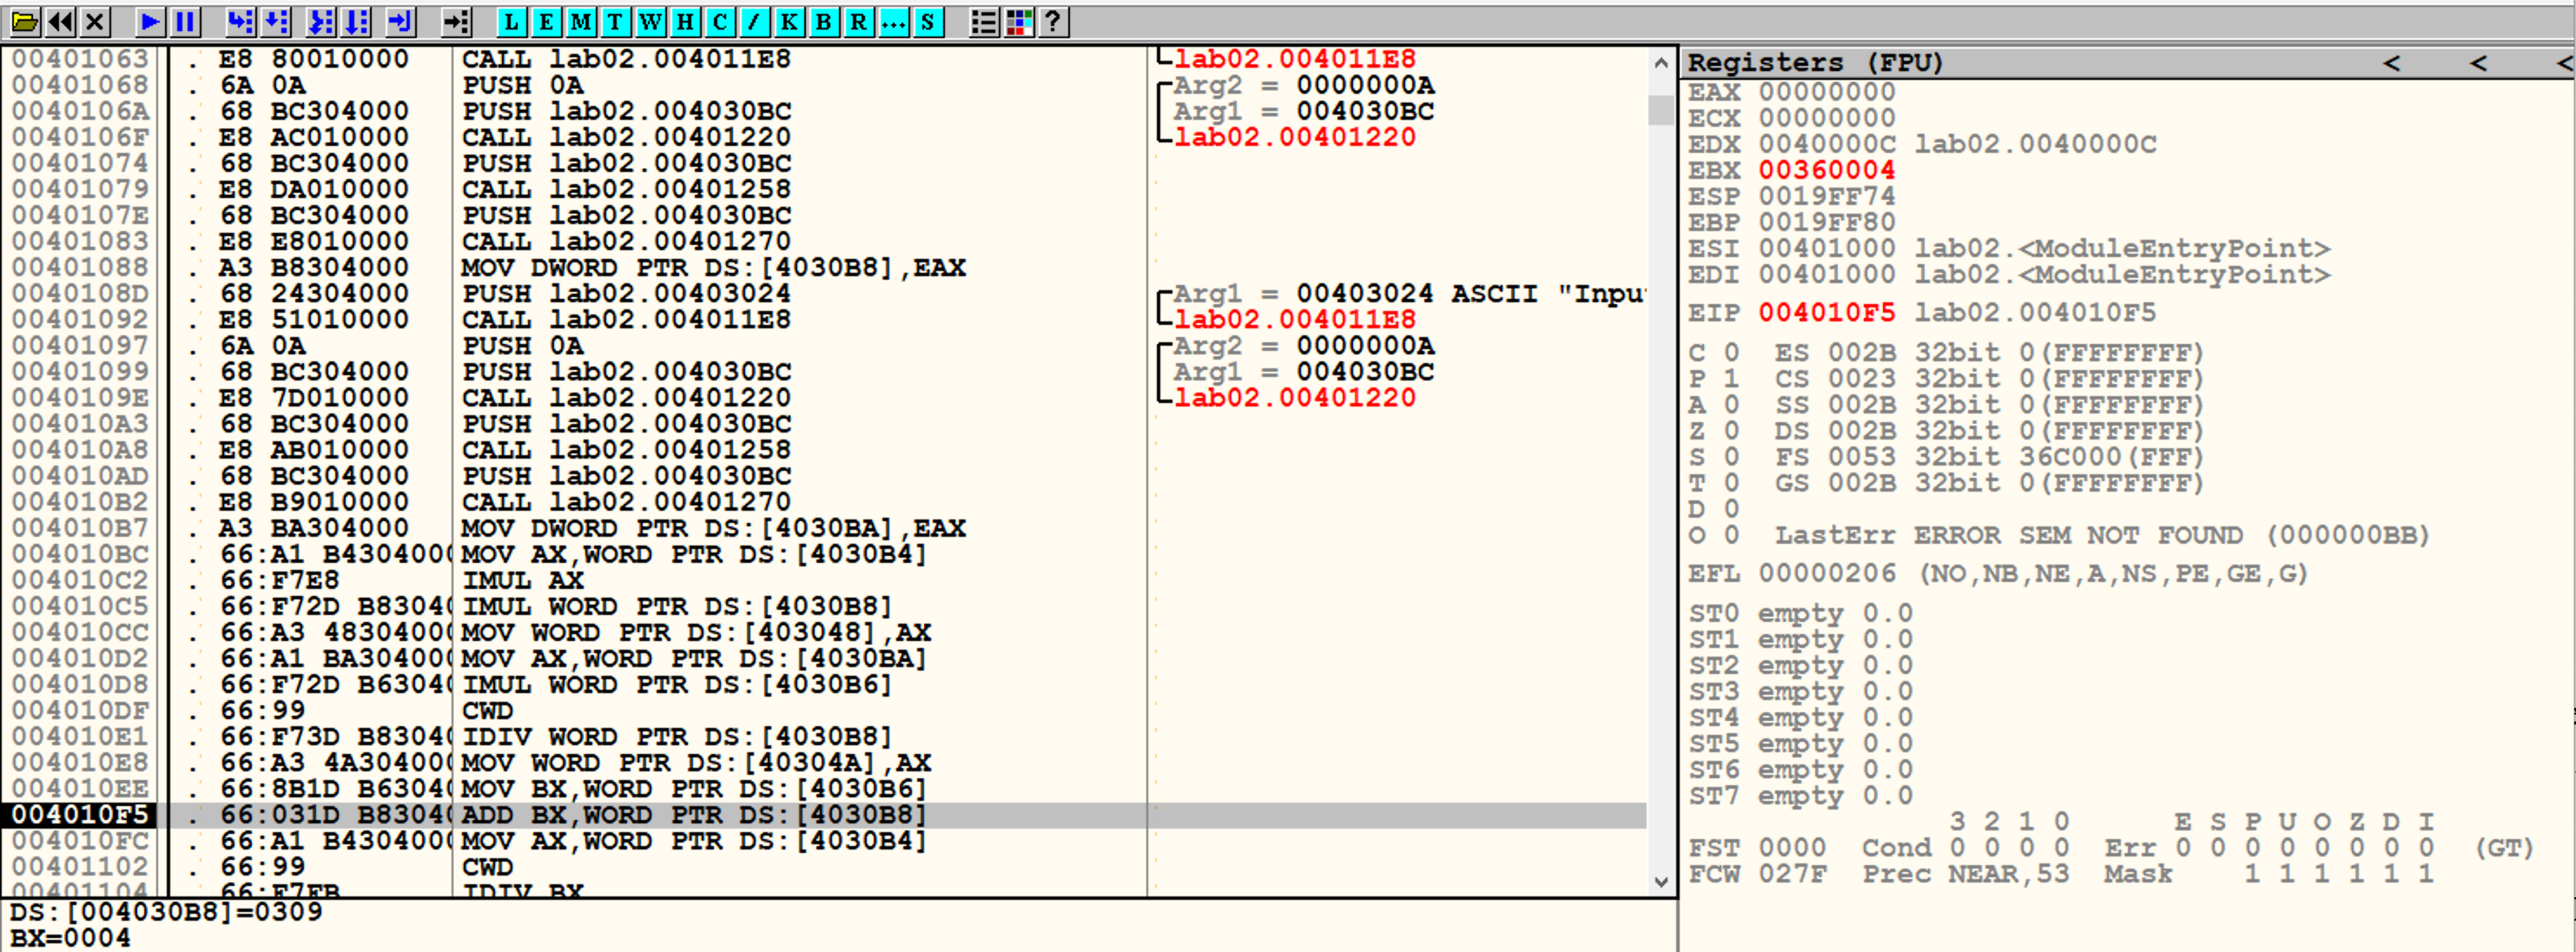 L E M T W H C / K B R ... S ?
00401063 . E8 80010000 CALL lab02.004011E8 lab02.004011E8
00401068 . 6A 0A PUSH 0A Arg2 = 0000000A
0040106A . 68 BC304000 PUSH lab02.004030BC Arg1 = 004030BC
0040106F . E8 AC010000 CALL lab02.00401220 lab02.00401220
00401074 . 68 BC304000 PUSH lab02.004030BC
00401079 . E8 DA010000 CALL lab02.00401258
0040107E . 68 BC304000 PUSH lab02.004030BC
00401083 . E8 E8010000 CALL lab02.00401270
00401088 . A3 B8304000 MOV DWORD PTR DS:[4030B8],EAX
0040108D . 68 24304000 PUSH lab02.00403024 Arg1 = 00403024 ASCII "Inpu
00401092 . E8 51010000 CALL lab02.004011E8 lab02.004011E8
00401097 . 6A 0A PUSH 0A Arg2 = 0000000A
00401099 . 68 BC304000 PUSH lab02.004030BC Arg1 = 004030BC
0040109E . E8 7D010000 CALL lab02.00401220 lab02.00401220
004010A3 . 68 BC304000 PUSH lab02.004030BC
004010A8 . E8 AB010000 CALL lab02.00401258
004010AD . 68 BC304000 PUSH lab02.004030BC
004010B2 . E8 B9010000 CALL lab02.00401270
004010B7 . A3 BA304000 MOV DWORD PTR DS:[4030BA],EAX
004010BC . 66:A1 B4304000 MOV AX,WORD PTR DS:[4030B4]
004010C2 . 66:F7E8 IMUL AX
004010C5 . 66:F72D B8304 IMUL WORD PTR DS:[4030B8]
004010CC . 66:A3 48304000 MOV WORD PTR DS:[403048],AX
004010D2 . 66:A1 BA304000 MOV AX,WORD PTR DS:[4030BA]
004010D8 . 66:F72D B6304 IMUL WORD PTR DS:[4030B6]
004010DF . 66:99 CWD
004010E1 . 66:F73D B8304 IDIV WORD PTR DS:[4030B8]
004010E8 . 66:A3 4A304000 MOV WORD PTR DS:[40304A],AX
004010EE . 66:8B1D B6304 MOV BX,WORD PTR DS:[4030B6]
004010F5 . 66:031D B8304 ADD BX,WORD PTR DS:[4030B8]
004010FC . 66:A1 B4304000 MOV AX,WORD PTR DS:[4030B4]
00401102 . 66:99 CWD
00401104 . 66:F7FB IDIV BX
DS:[004030B8]=0309
BX=0004
Registers (FPU) < < <
EAX 00000000
ECX 00000000
EDX 0040000C lab02.0040000C
EBX 00360004
ESP 0019FF74
EBP 0019FF80
ESI 00401000 lab02.<ModuleEntryPoint>
EDI 00401000 lab02.<ModuleEntryPoint>
EIP 004010F5 lab02.004010F5
C 0 ES 002B 32bit 0(FFFFFFFF)
P 1 CS 0023 32bit 0(FFFFFFFF)
A 0 SS 002B 32bit 0(FFFFFFFF)
Z 0 DS 002B 32bit 0(FFFFFFFF)
S 0 FS 0053 32bit 36C000(FFF)
T 0 GS 002B 32bit 0(FFFFFFFF)
D 0
O 0 LastErr ERROR SEM NOT FOUND (000000BB)
EFL 00000206 (NO,NB,NE,A,NS,PE,GE,G)
ST0 empty 0.0
ST1 empty 0.0
ST2 empty 0.0
ST3 empty 0.0
ST4 empty 0.0
ST5 empty 0.0
ST6 empty 0.0
ST7 empty 0.0
3 2 1 0 E S P U O Z D I
FST 0000 Cond 0 0 0 0 Err 0 0 0 0 0 0 0 0 (GT)
FCW 027F Prec NEAR,53 Mask 1 1 1 1 1 1